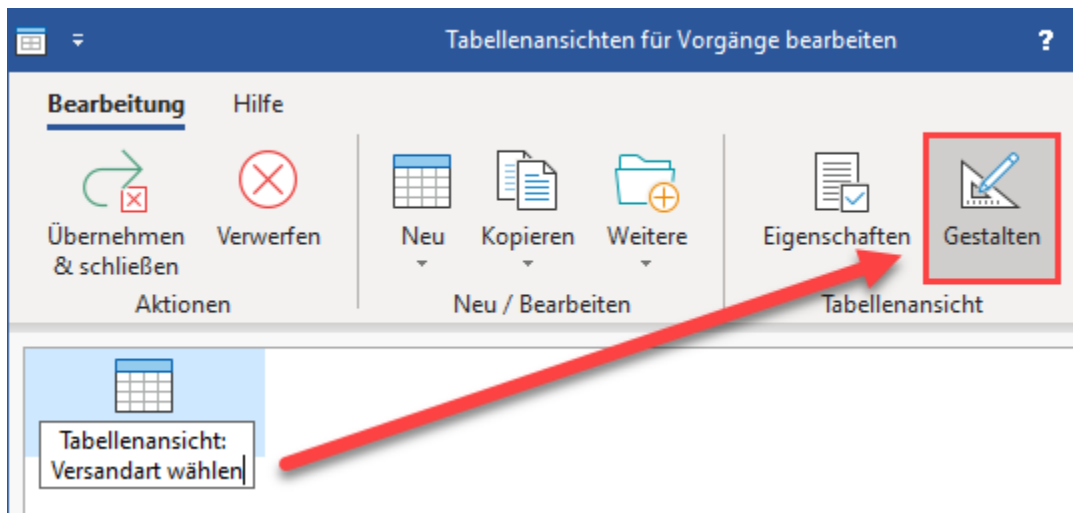 Tabellenansichten für Vorgänge bearbeiten ?
Bearbeitung Hilfe
Übernehmen & schließen
Verwerfen
Neu
Kopieren
Weitere
Eigenschaften
Gestalten
Aktionen
Neu / Bearbeiten
Tabellenansicht
Tabellenansicht:
Versandart wählen